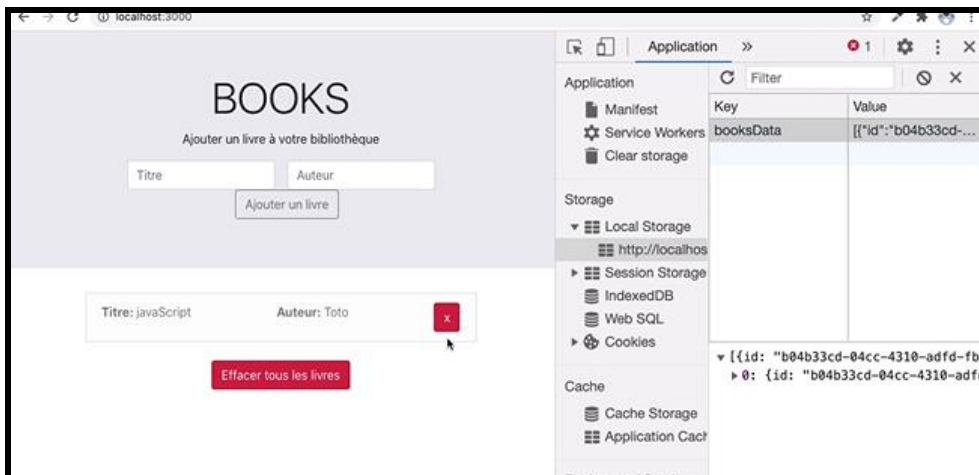 localhost:3000
BOOKS
Ajouter un livre à votre bibliothèque
Titre
Auteur
Ajouter un livre
Titre: javaScript
Auteur: Toto
x
Effacer tous les livres
Application
»
1
Application
Manifest
Service Workers
Clear storage
Storage
Local Storage
http://localhos
Session Storage
IndexedDB
Web SQL
Cookies
Cache
Cache Storage
Application Cach
Filter
Key Value
booksData [{"id":"b04b33cd-...
[{id: "b04b33cd-04cc-4310-adfd-fb
0: {id: "b04b33cd-04cc-4310-adf